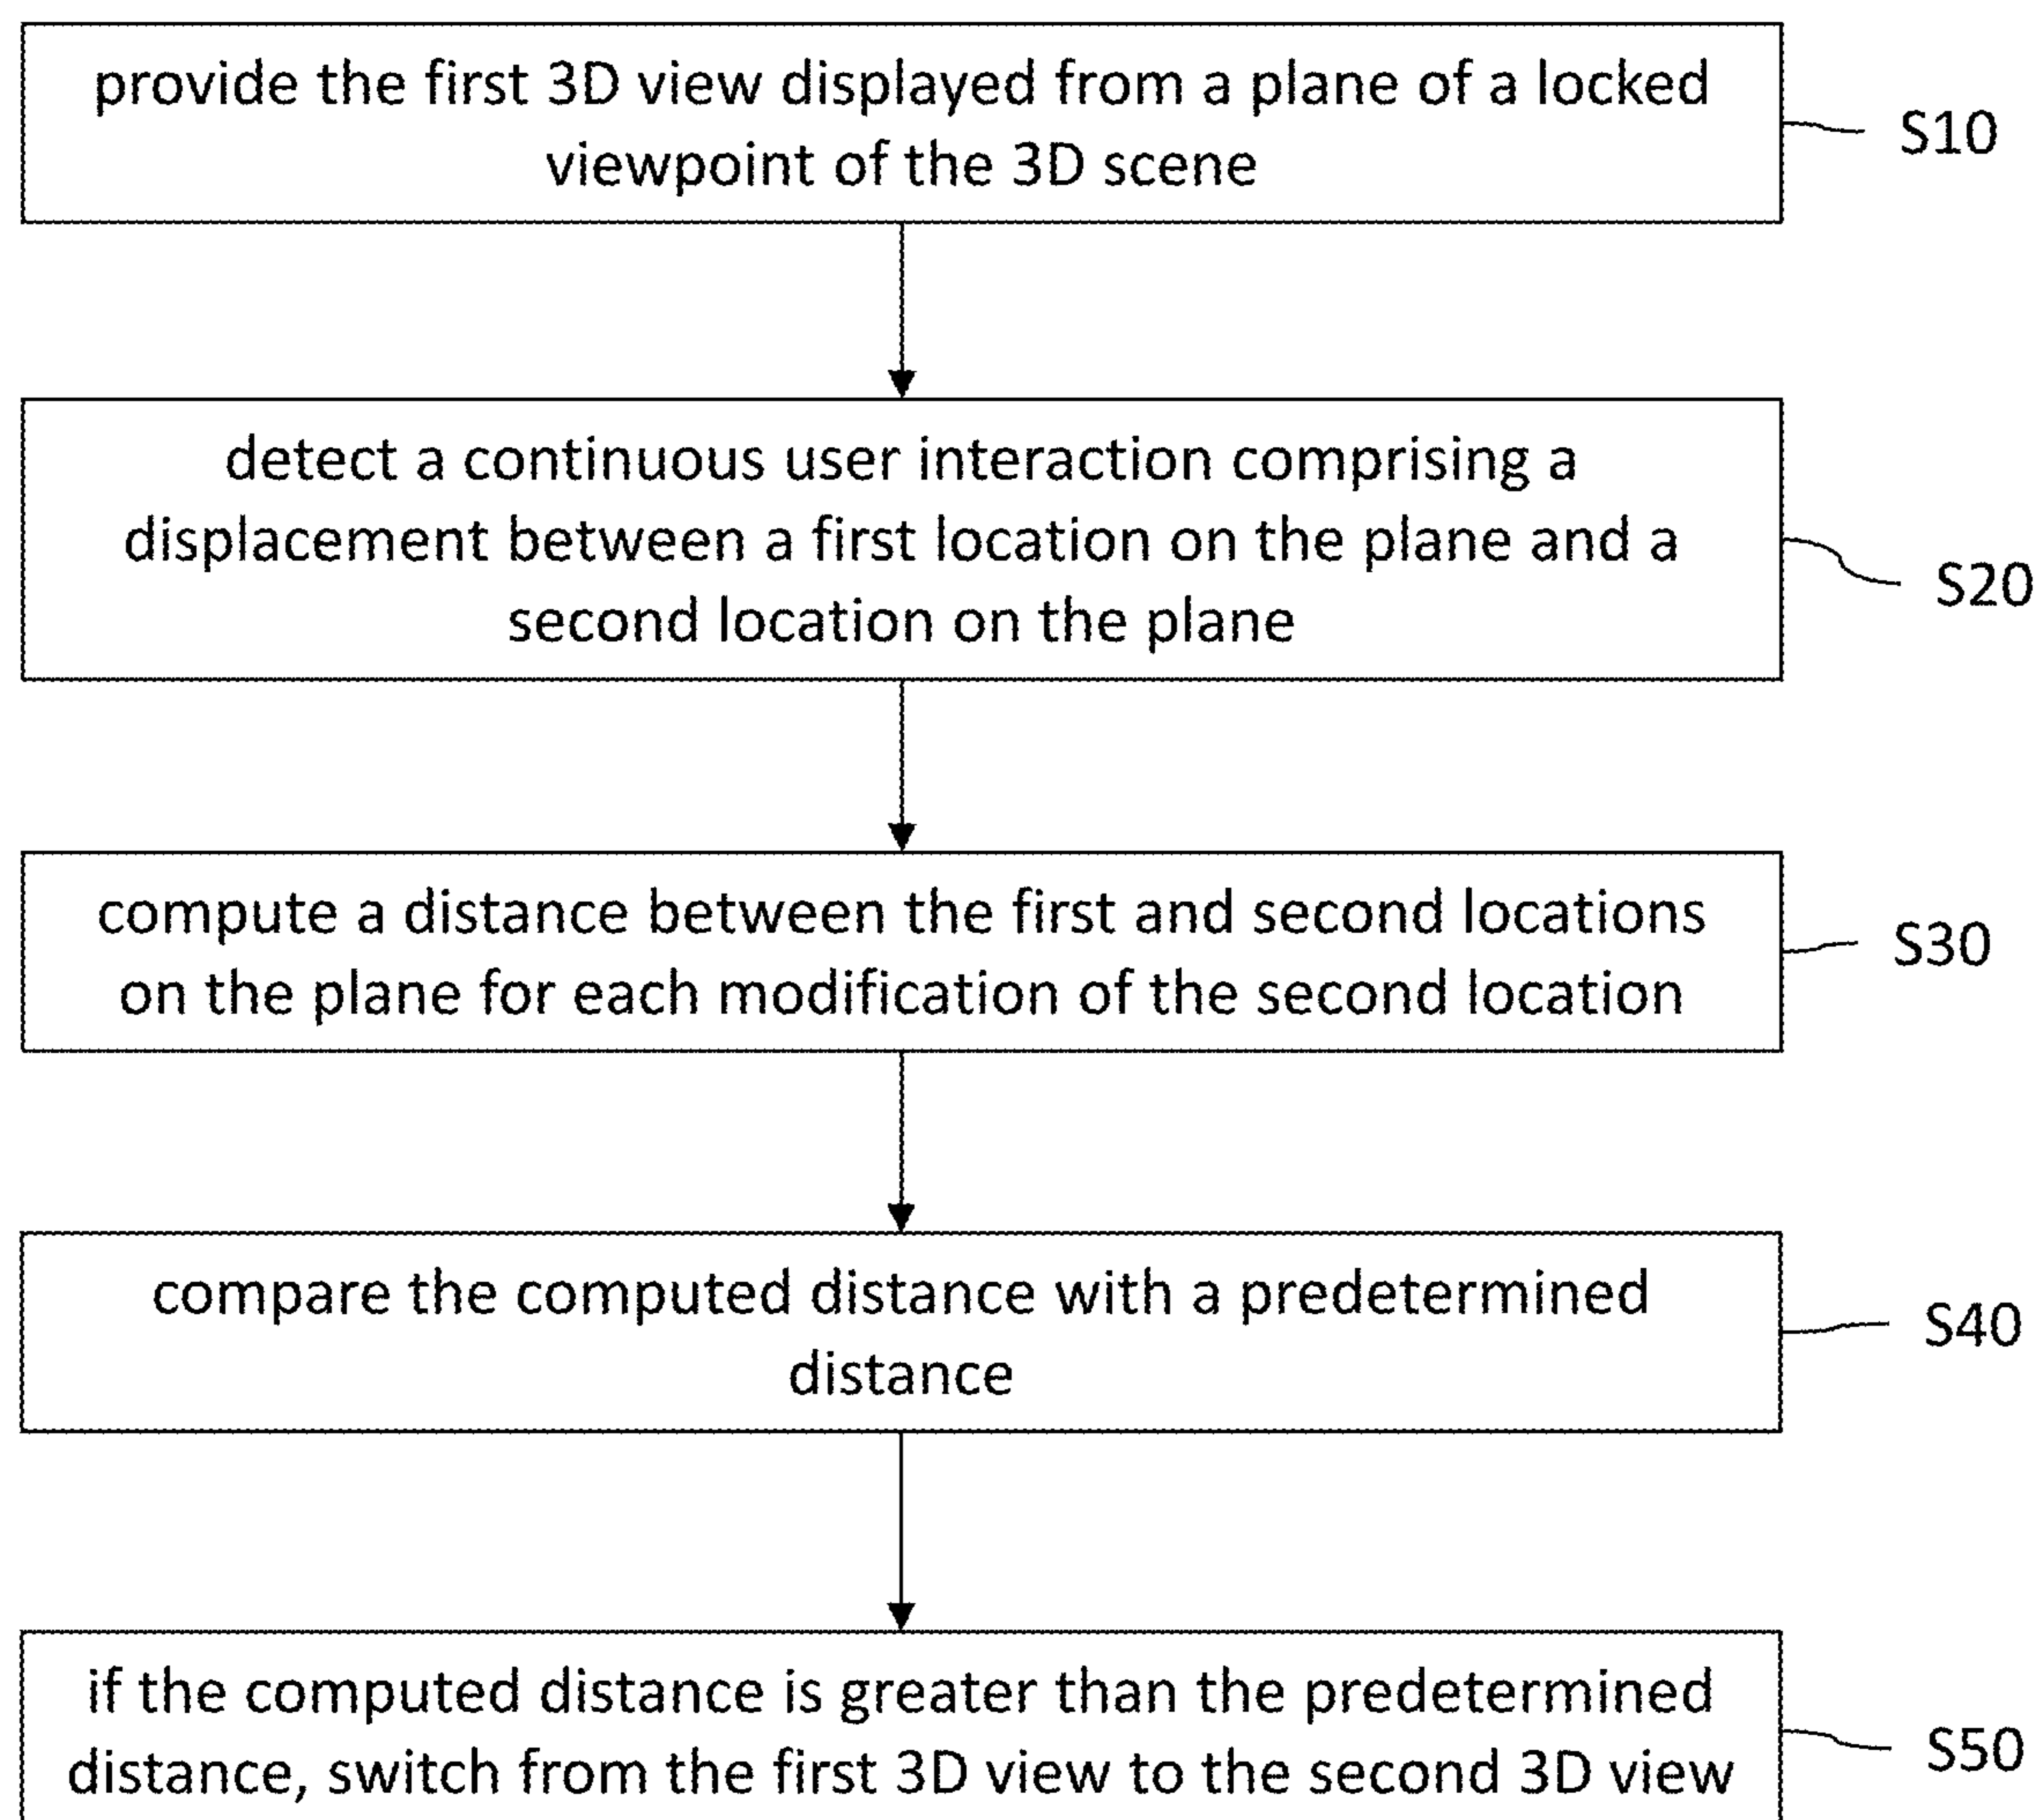 provide the first 3D view displayed from a plane of a locked
viewpoint of the 3D scene
S10
detect a continuous user interaction comprising a
displacement between a first location on the plane and a
second location on the plane
S20
compute a distance between the first and second locations
on the plane for each modification of the second location
S30
compare the computed distance with a predetermined
distance
S40
if the computed distance is greater than the predetermined
distance, switch from the first 3D view to the second 3D view
S50